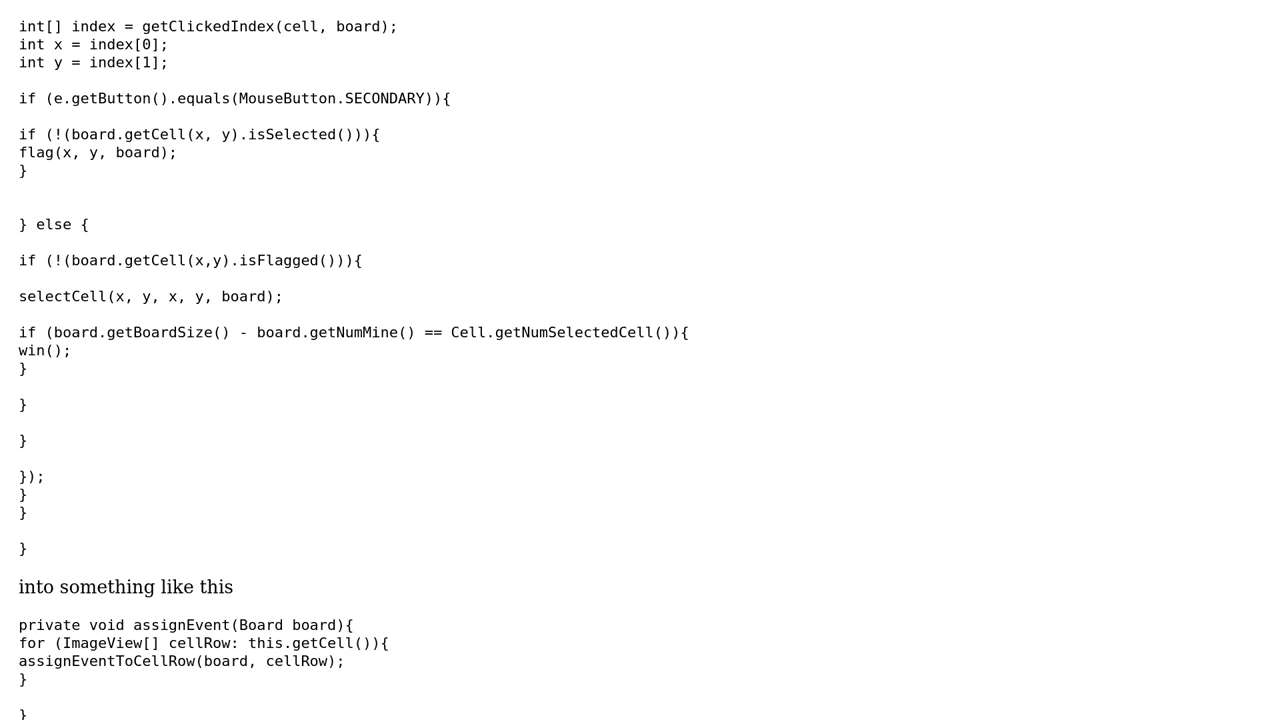 int[] index = getClickedIndex(cell, board);
int x = index[0];
int y = index[1];
if (e.getButton().equals(MouseButton.SECONDARY)){
if (!(board.getCell(x, y).isSelected())){
flag(x, y, board);
}
} else {
if (!(board.getCell(x,y).isFlagged())){
selectCell(x, y, x, y, board);
if (board.getBoardSize() - board.getNumMine() == Cell.getNumSelectedCell()){
win();
}
}
}
});
}
}
}
into something like this
private void assignEvent(Board board){
for (ImageView[] cellRow: this.getCell()){
assignEventToCellRow(board, cellRow);
}
}